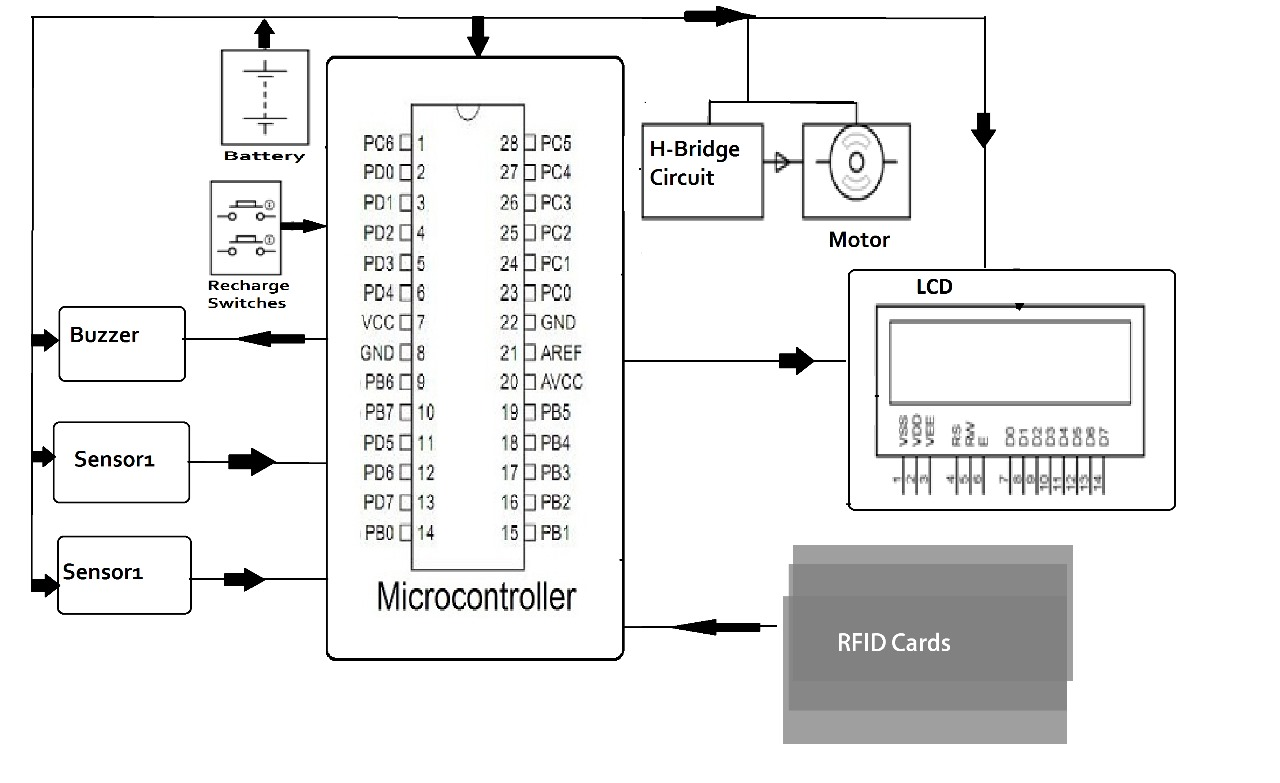 Battery
Recharge
Switches
Buzzer
Sensor1
Sensor1
PC6 1 28 PC5
PD0 2 27 PC4
PD1 3 26 PC3
PD2 4 25 PC2
PD3 5 24 PC1
PD4 6 23 PC0
VCC 7 22 GND
GND 8 21 AREF
PB6 9 20 AVCC
PB7 10 19 PB5
PD5 11 18 PB4
PD6 12 17 PB3
PD7 13 16 PB2
PB0 14 15 PB1
Microcontroller
H-Bridge
Circuit
Motor
LCD
VSS VDD VEE RS RW E D0 D1 D2 D3 D4 D5 D6 D7
1 2 3 4 5 6 7 8 9 10 11 12 13 14
RFID Cards